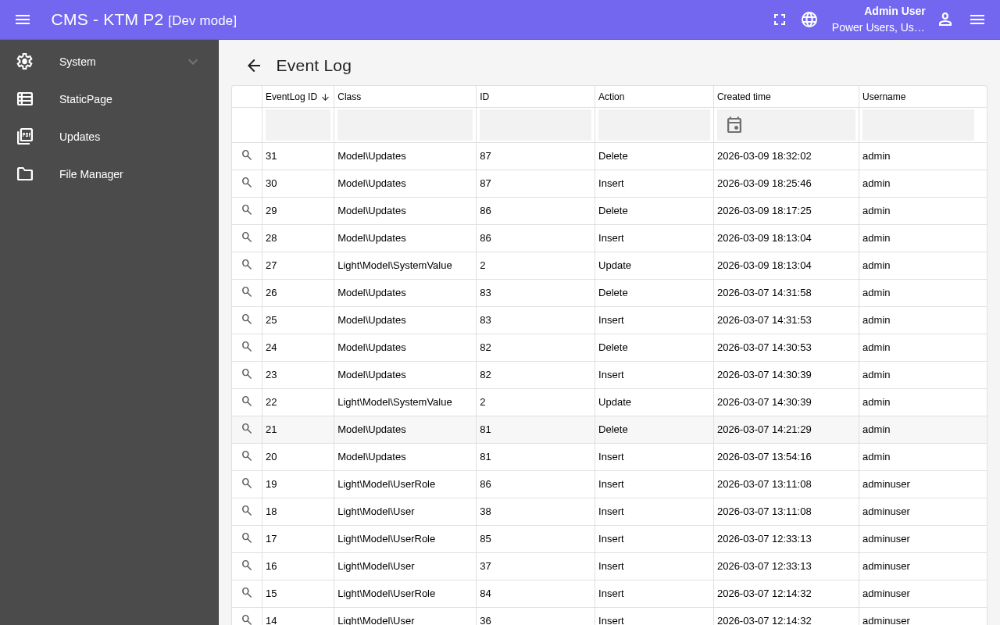 CMS - KTM P2 [Dev mode]
Admin User
Power Users, Us…
System
StaticPage
PDF
Updates
File Manager
Event Log
EventLog ID Class ID Action Created time Username
31 Model\Updates 87 Delete 2026-03-09 18:32:02 admin
30 Model\Updates 87 Insert 2026-03-09 18:25:46 admin
29 Model\Updates 86 Delete 2026-03-09 18:17:25 admin
28 Model\Updates 86 Insert 2026-03-09 18:13:04 admin
27 Light\Model\SystemValue 2 Update 2026-03-09 18:13:04 admin
26 Model\Updates 83 Delete 2026-03-07 14:31:58 admin
25 Model\Updates 83 Insert 2026-03-07 14:31:53 admin
24 Model\Updates 82 Delete 2026-03-07 14:30:53 admin
23 Model\Updates 82 Insert 2026-03-07 14:30:39 admin
22 Light\Model\SystemValue 2 Update 2026-03-07 14:30:39 admin
21 Model\Updates 81 Delete 2026-03-07 14:21:29 admin
20 Model\Updates 81 Insert 2026-03-07 13:54:16 admin
19 Light\Model\UserRole 86 Insert 2026-03-07 13:11:08 adminuser
18 Light\Model\User 38 Insert 2026-03-07 13:11:08 adminuser
17 Light\Model\UserRole 85 Insert 2026-03-07 12:33:13 adminuser
16 Light\Model\User 37 Insert 2026-03-07 12:33:13 adminuser
15 Light\Model\UserRole 84 Insert 2026-03-07 12:14:32 adminuser
14 Light\Model\User 36 Insert 2026-03-07 12:14:32 adminuser